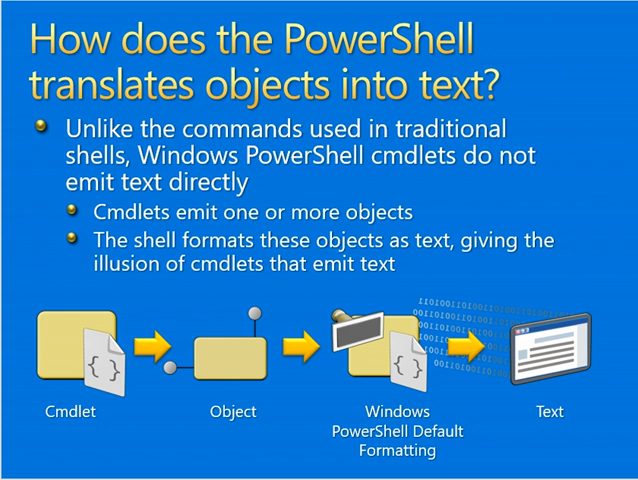 How does the PowerShell
translates objects into text?
Unlike the commands used in traditional
shells, Windows PowerShell cmdlets do not
emit text directly
Cmdlets emit one or more objects
The shell formats these objects as text, giving the
illusion of cmdlets that emit text
{ }
{ }
Cmdlet
Object
Windows
PowerShell Default
Formatting
Text